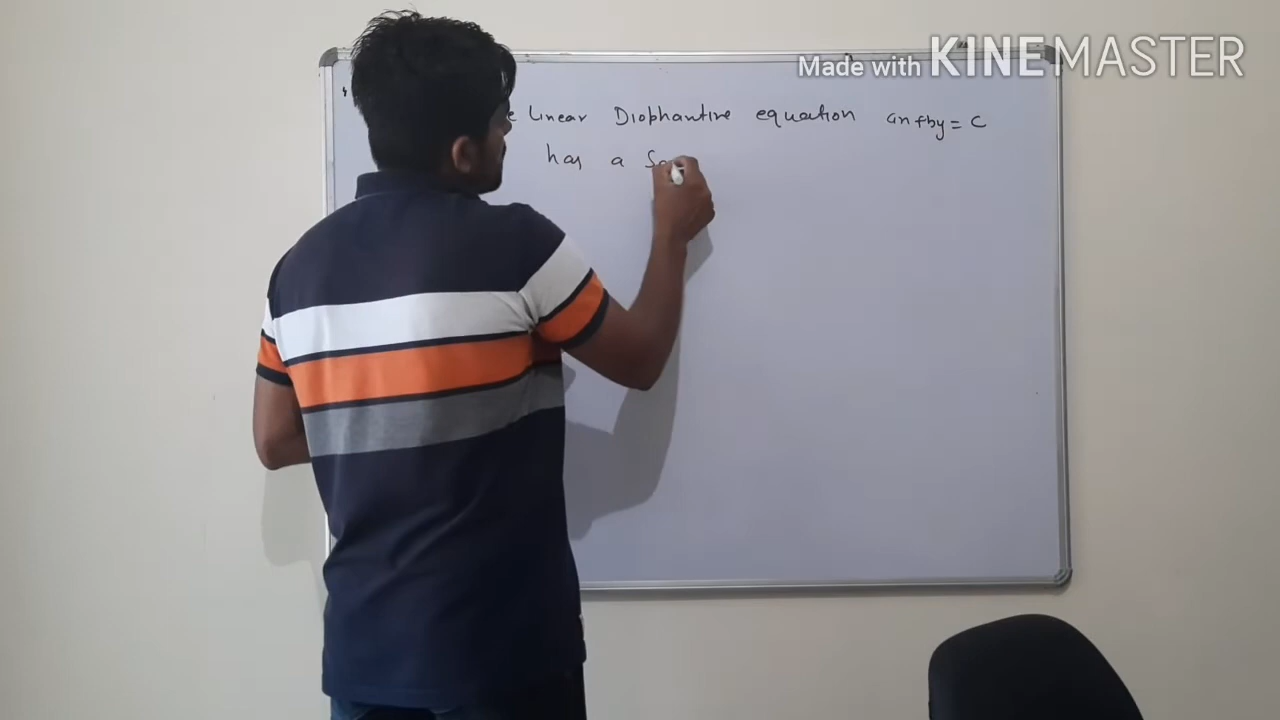 Made with KINEMASTER
Linear Diophantine equation ax+by = c
has a